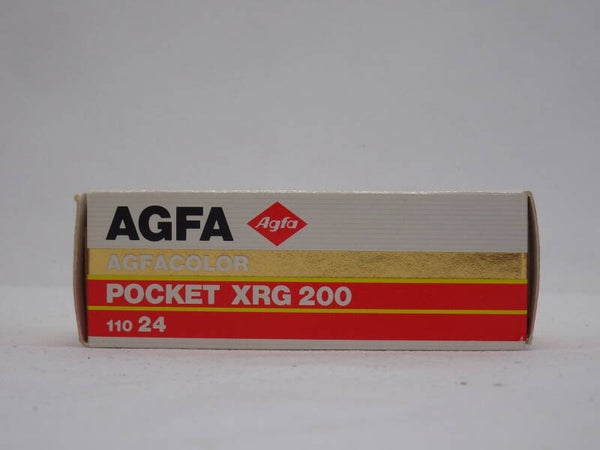 AGFA Agfa
AGFACOLOR
POCKET XRG 200
110 24